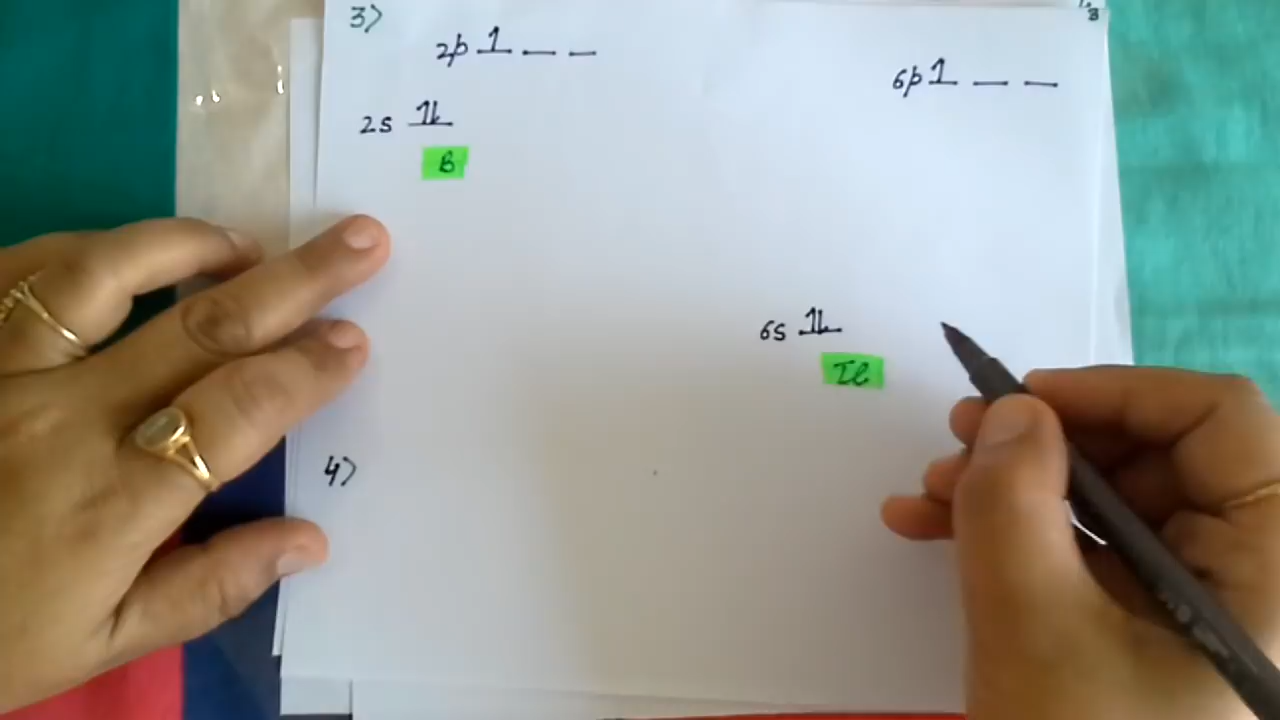 3>
2p 1 _ _
2s 1L
B
6p 1 _ _
6s 1L
Tl
4>